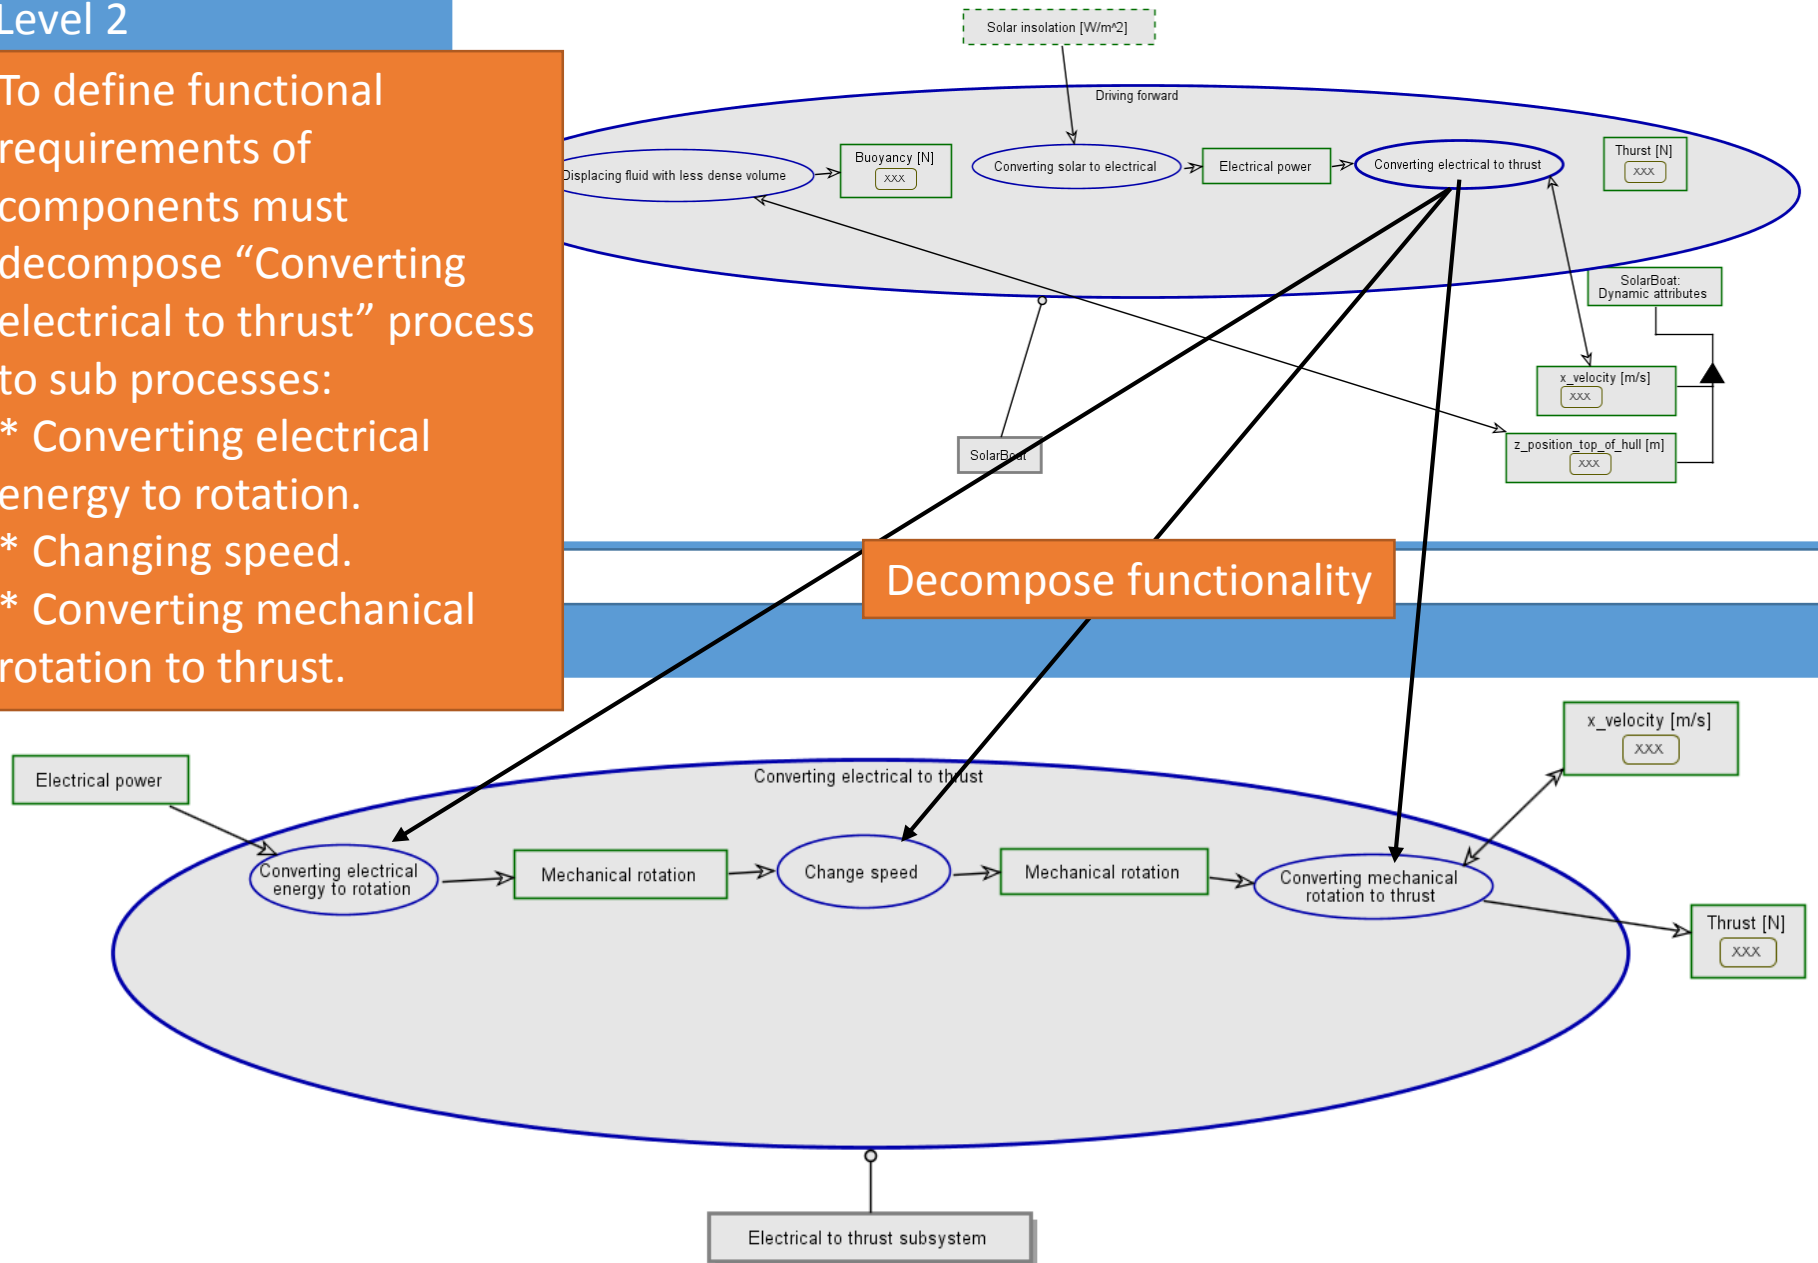 Level 2
To define functional
requirements of
components must
decompose “Converting
electrical to thrust” process
to sub processes:
* Converting electrical
energy to rotation.
* Changing speed.
* Converting mechanical
rotation to thrust.
Solar insolation [W/m^2]
Driving forward
Displacing fluid with less dense volume
Buoyancy [N]
xxx
Converting solar to electrical
Electrical power
Converting electrical to thrust
Thurst [N]
xxx
SolarBoat:
Dynamic attributes
x_velocity [m/s]
xxx
z_position_top_of_hull [m]
xxx
SolarBoat
Decompose functionality
Electrical power
Converting electrical to thrust
x_velocity [m/s]
xxx
Converting electrical
energy to rotation
Mechanical rotation
Change speed
Mechanical rotation
Converting mechanical
rotation to thrust
Thrust [N]
xxx
Electrical to thrust subsystem